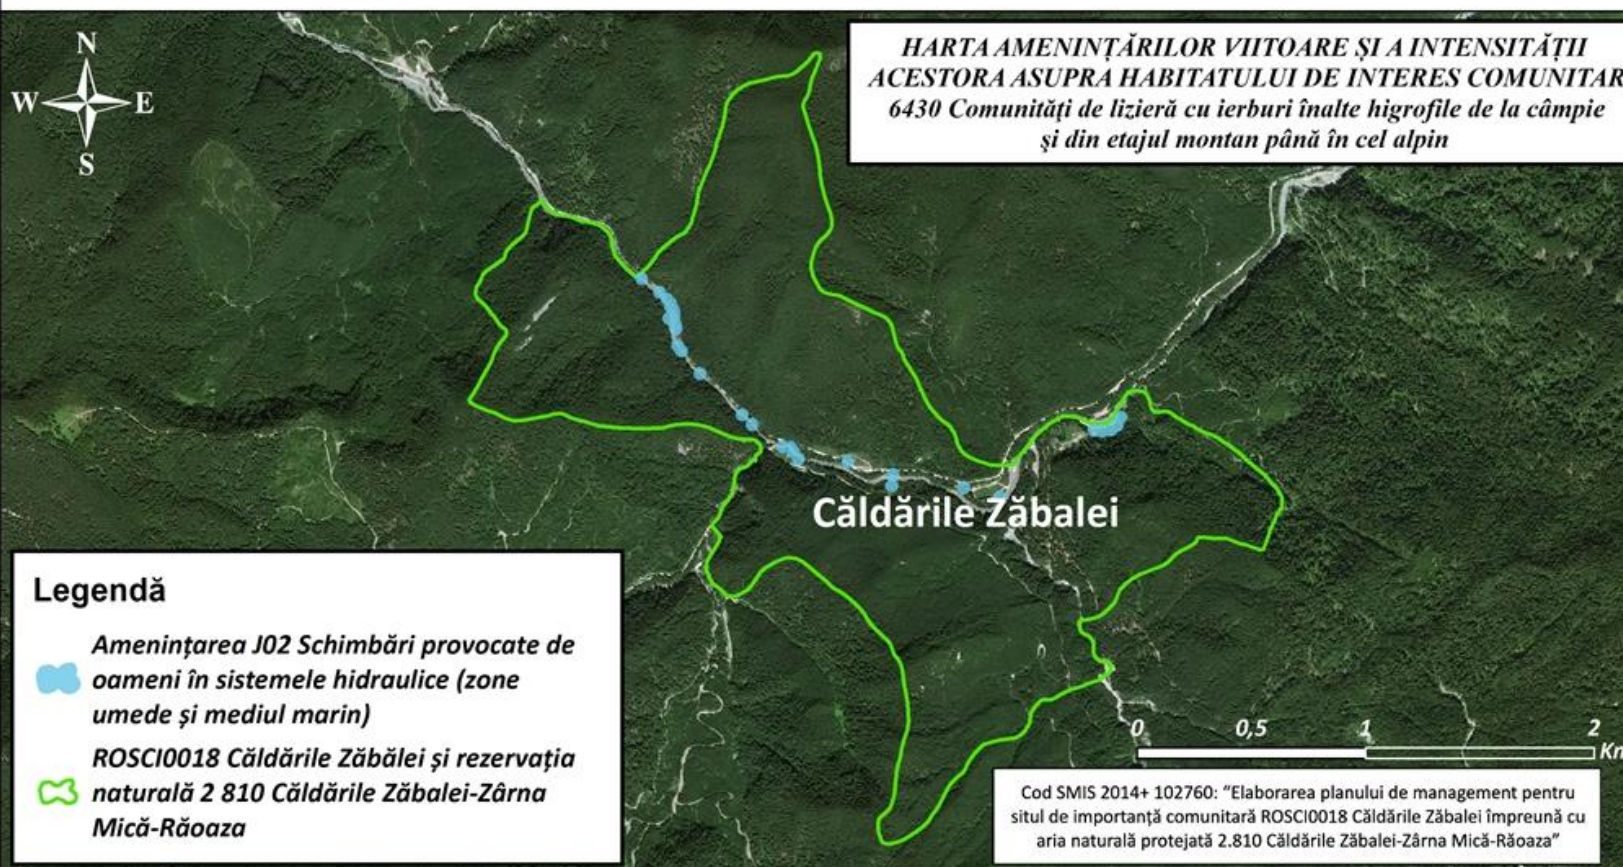 N
W E
S
HARTA AMENINȚĂRILOR VIITOARE ȘI A INTENSITĂȚII
ACESTORA ASUPRA HABITATULUI DE INTERES COMUNITAR
6430 Comunități de lizieră cu ierburi înalte higrofile de la câmpie
şi din etajul montan până în cel alpin
Căldările Zăbalei
Legendă
Amenințarea J02 Schimbări provocate de
oameni în sistemele hidraulice (zone
umede și mediul marin)
ROSCI0018 Căldările Zăbălei și rezervația
naturală 2 810 Căldările Zăbalei-Zârna
Mică-Răoaza
0 0,5 1 2
Km
Cod SMIS 2014+ 102760: “Elaborarea planului de management pentru
situl de importanță comunitară ROSCI0018 Căldările Zăbalei împreună cu
aria naturală protejată 2.810 Căldările Zăbalei-Zârna Mică-Răoaza”